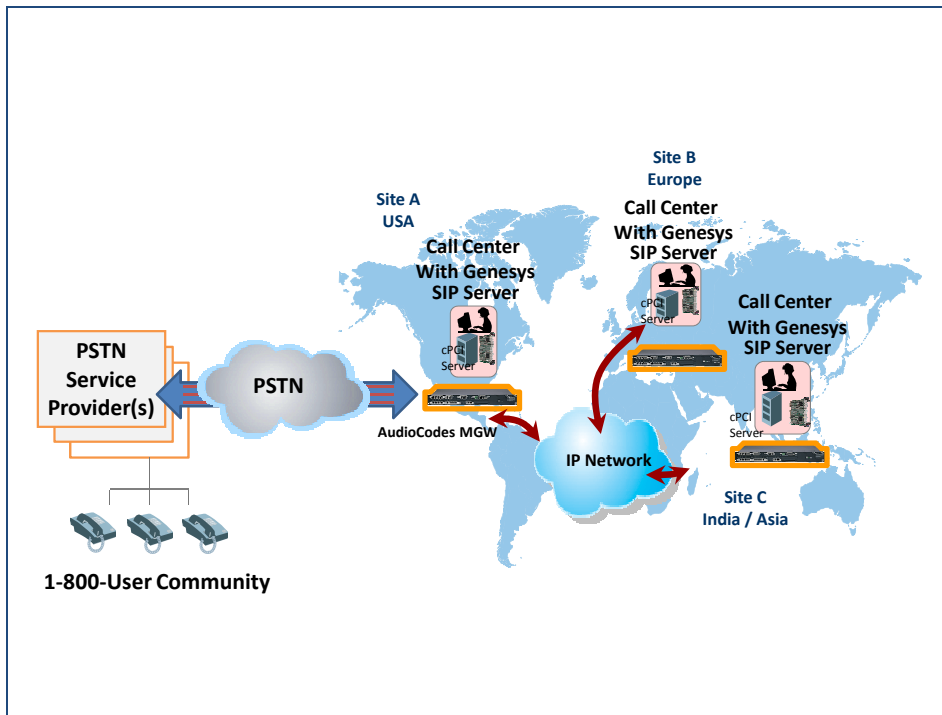 Site B
Europe
Site A
USA
Call Center
With Genesys
SIP Server
Call Center
With Genesys
SIP Server
cPCI
Server
Call Center
With Genesys
SIP Server
PSTN
Service
Provider(s)
PSTN
cPCI
Server
cPCI
Server
AudioCodes MGW
IP Network
Site C
India / Asia
1-800-User Community